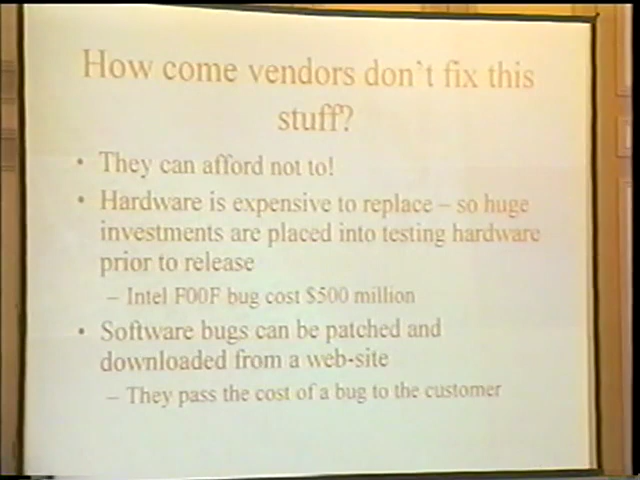 How come vendors don't fix this
stuff?
• They can afford not to!
• Hardware is expensive to replace – so huge
investments are placed into testing hardware
prior to release
– Intel F00F bug cost $500 million
• Software bugs can be patched and
downloaded from a web-site
– They pass the cost of a bug to the customer